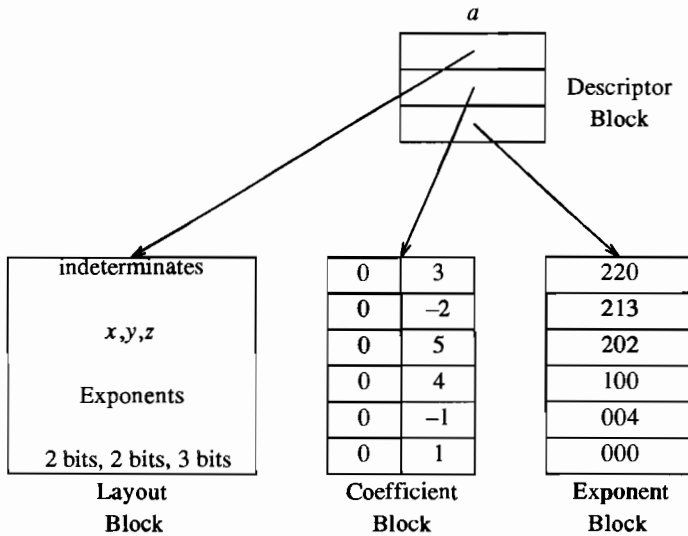 a
Descriptor
Block
indeterminates
x,y,z
Exponents
2 bits, 2 bits, 3 bits
Layout
Block
0 3
0 –2
0 5
0 4
0 –1
0 1
Coefficient
Block
220
213
202
100
004
000
Exponent
Block